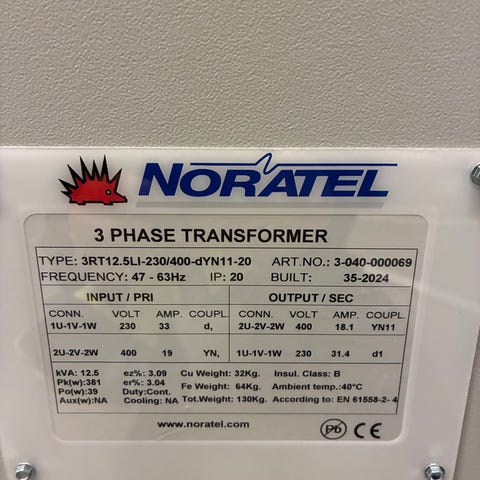 NORATEL
3 PHASE TRANSFORMER
TYPE: 3RT12.5LI-230/400-dYN11-20 ART.NO.: 3-040-000069
FREQUENCY: 47 - 63Hz IP: 20 BUILT: 35-2024
INPUT / PRI OUTPUT / SEC
CONN. VOLT AMP. COUPL. CONN. VOLT AMP. COUPL
1U-1V-1W 230 33 d, 2U-2V-2W 400 18.1 YN11
2U-2V-2W 400 19 YN, 1U-1V-1W 230 31.4 d1
kVA: 12.5 ez%: 3.09 Cu Weight: 32Kg. Insul. Class: B
Pk(w):381 er%: 3.04 Fe Weight: 64Kg. Ambient temp.:40°C
Po(w):39 Duty:Cont. Tot.Weight: 130Kg. According to: EN 61558-2- 4
Aux(w):NA Cooling: NA
www.noratel.com Pb CE